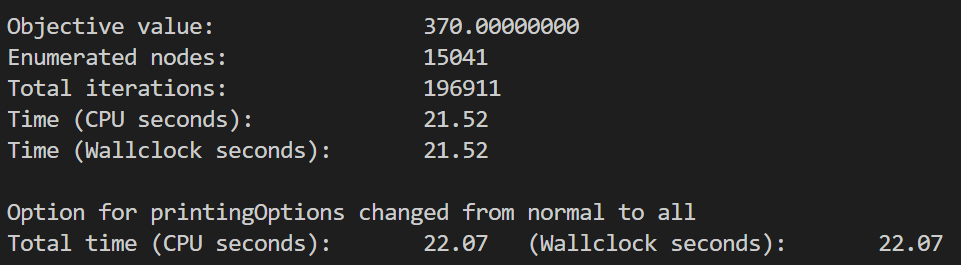 Objective value:                370.00000000
Enumerated nodes:               15041
Total iterations:               196911
Time (CPU seconds):             21.52
Time (Wallclock seconds):       21.52

Option for printingOptions changed from normal to all
Total time (CPU seconds):       22.07   (Wallclock seconds):       22.07